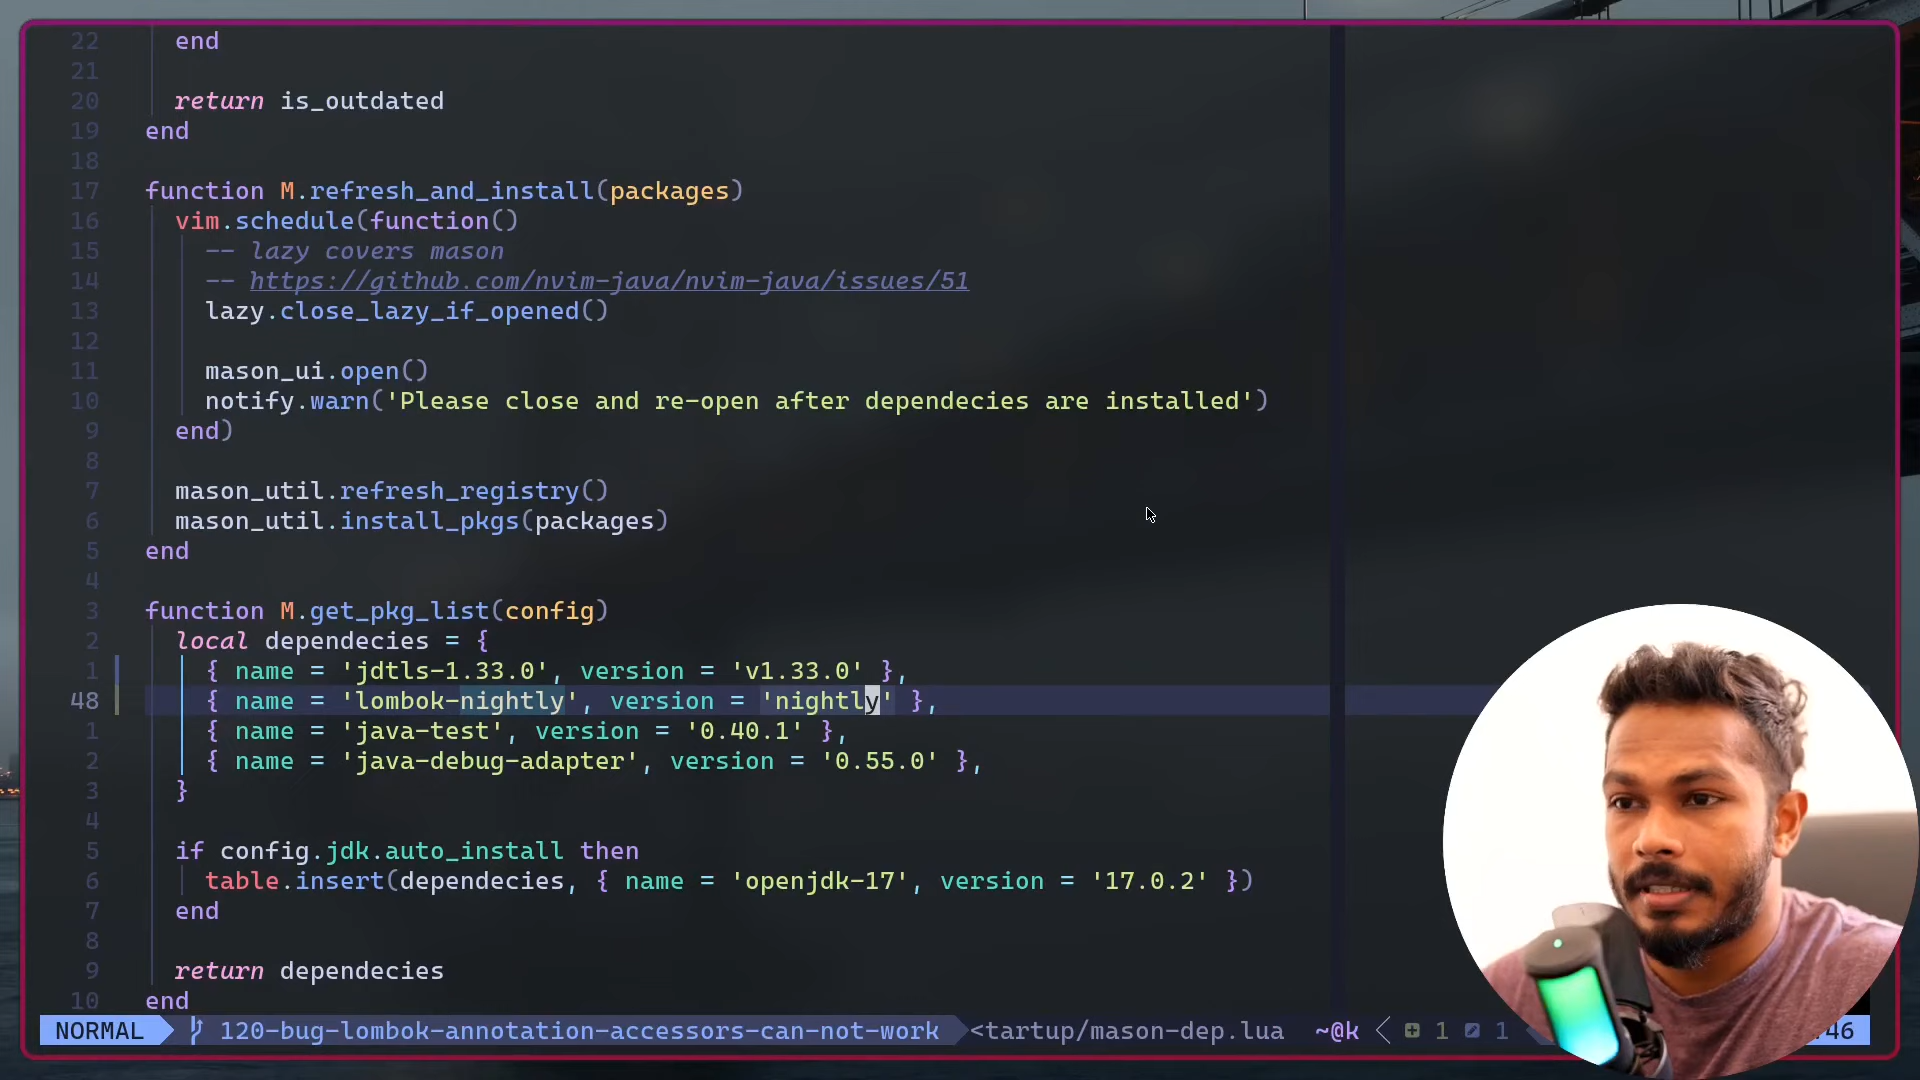 22 end
21
20 return is_outdated
19 end
18
17 function M.refresh_and_install(packages)
16 vim.schedule(function()
15 -- lazy covers mason
14 -- https://github.com/nvim-java/nvim-java/issues/51
13 lazy.close_lazy_if_opened()
12
11 mason_ui.open()
10 notify.warn('Please close and re-open after dependecies are installed')
9 end)
8
7 mason_util.refresh_registry()
6 mason_util.install_pkgs(packages)
5 end
4
3 function M.get_pkg_list(config)
2 local dependecies = {
1 { name = 'jdtls-1.33.0', version = 'v1.33.0' },
48 { name = 'lombok-nightly', version = 'nightly' },
1 { name = 'java-test', version = '0.40.1' },
2 { name = 'java-debug-adapter', version = '0.55.0' },
3 }
4
5 if config.jdk.auto_install then
6 table.insert(dependecies, { name = 'openjdk-17', version = '17.0.2' })
7 end
8
9 return dependecies
10 end
NORMAL 120-bug-lombok-annotation-accessors-can-not-work <tartup/mason-dep.lua ~@k 1 1 46